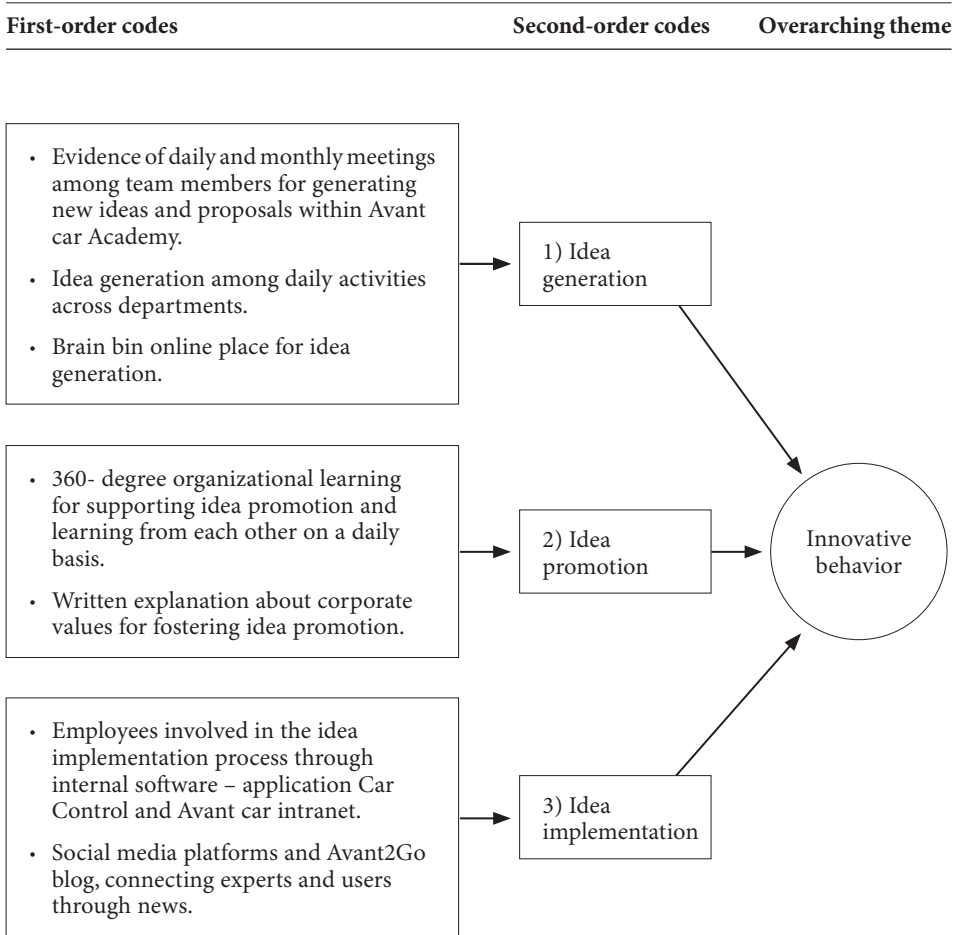 First-order codes Second-order codes Overarching theme
• Evidence of daily and monthly meetings
among team members for generating
new ideas and proposals within Avant
car Academy.
• Idea generation among daily activities
across departments.
• Brain bin online place for idea
generation.
1) Idea
generation
• 360- degree organizational learning
for supporting idea promotion and
learning from each other on a daily
basis.
• Written explanation about corporate
values for fostering idea promotion.
2) Idea
promotion
Innovative
behavior
• Employees involved in the idea
implementation process through
internal software – application Car
Control and Avant car intranet.
• Social media platforms and Avant2Go
blog, connecting experts and users
through news.
3) Idea
implementation